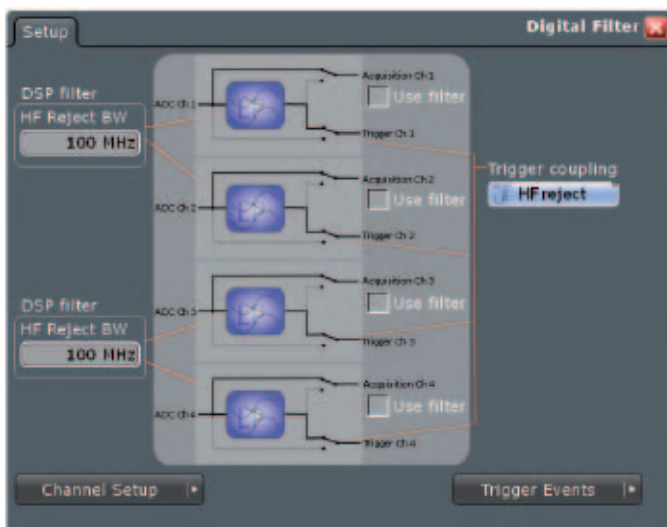 Setup
Digital Filter
DSP filter
HF Reject BW
100 MHz
ADC Ch 1
Acquisition Ch 1
Use filter
Trigger Ch 1
Trigger coupling
HF reject
ADC Ch 2
Acquisition Ch 2
Use filter
Trigger Ch 2
DSP filter
HF Reject BW
100 MHz
ADC Ch 3
Acquisition Ch 3
Use filter
Trigger Ch 3
ADC Ch 4
Acquisition Ch 4
Use filter
Trigger Ch 4
Channel Setup
Trigger Events